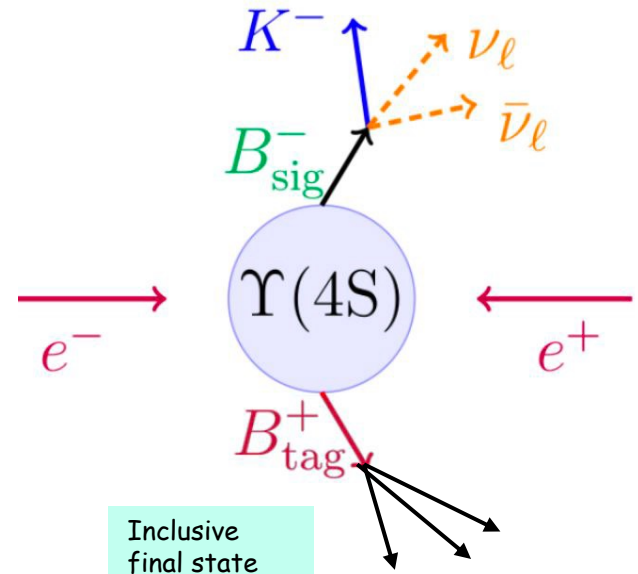 K⁻
ν_ℓ
ν̄_ℓ
B⁻_sig
Υ(4S)
e⁻
e⁺
B⁺_tag
Inclusive
final state